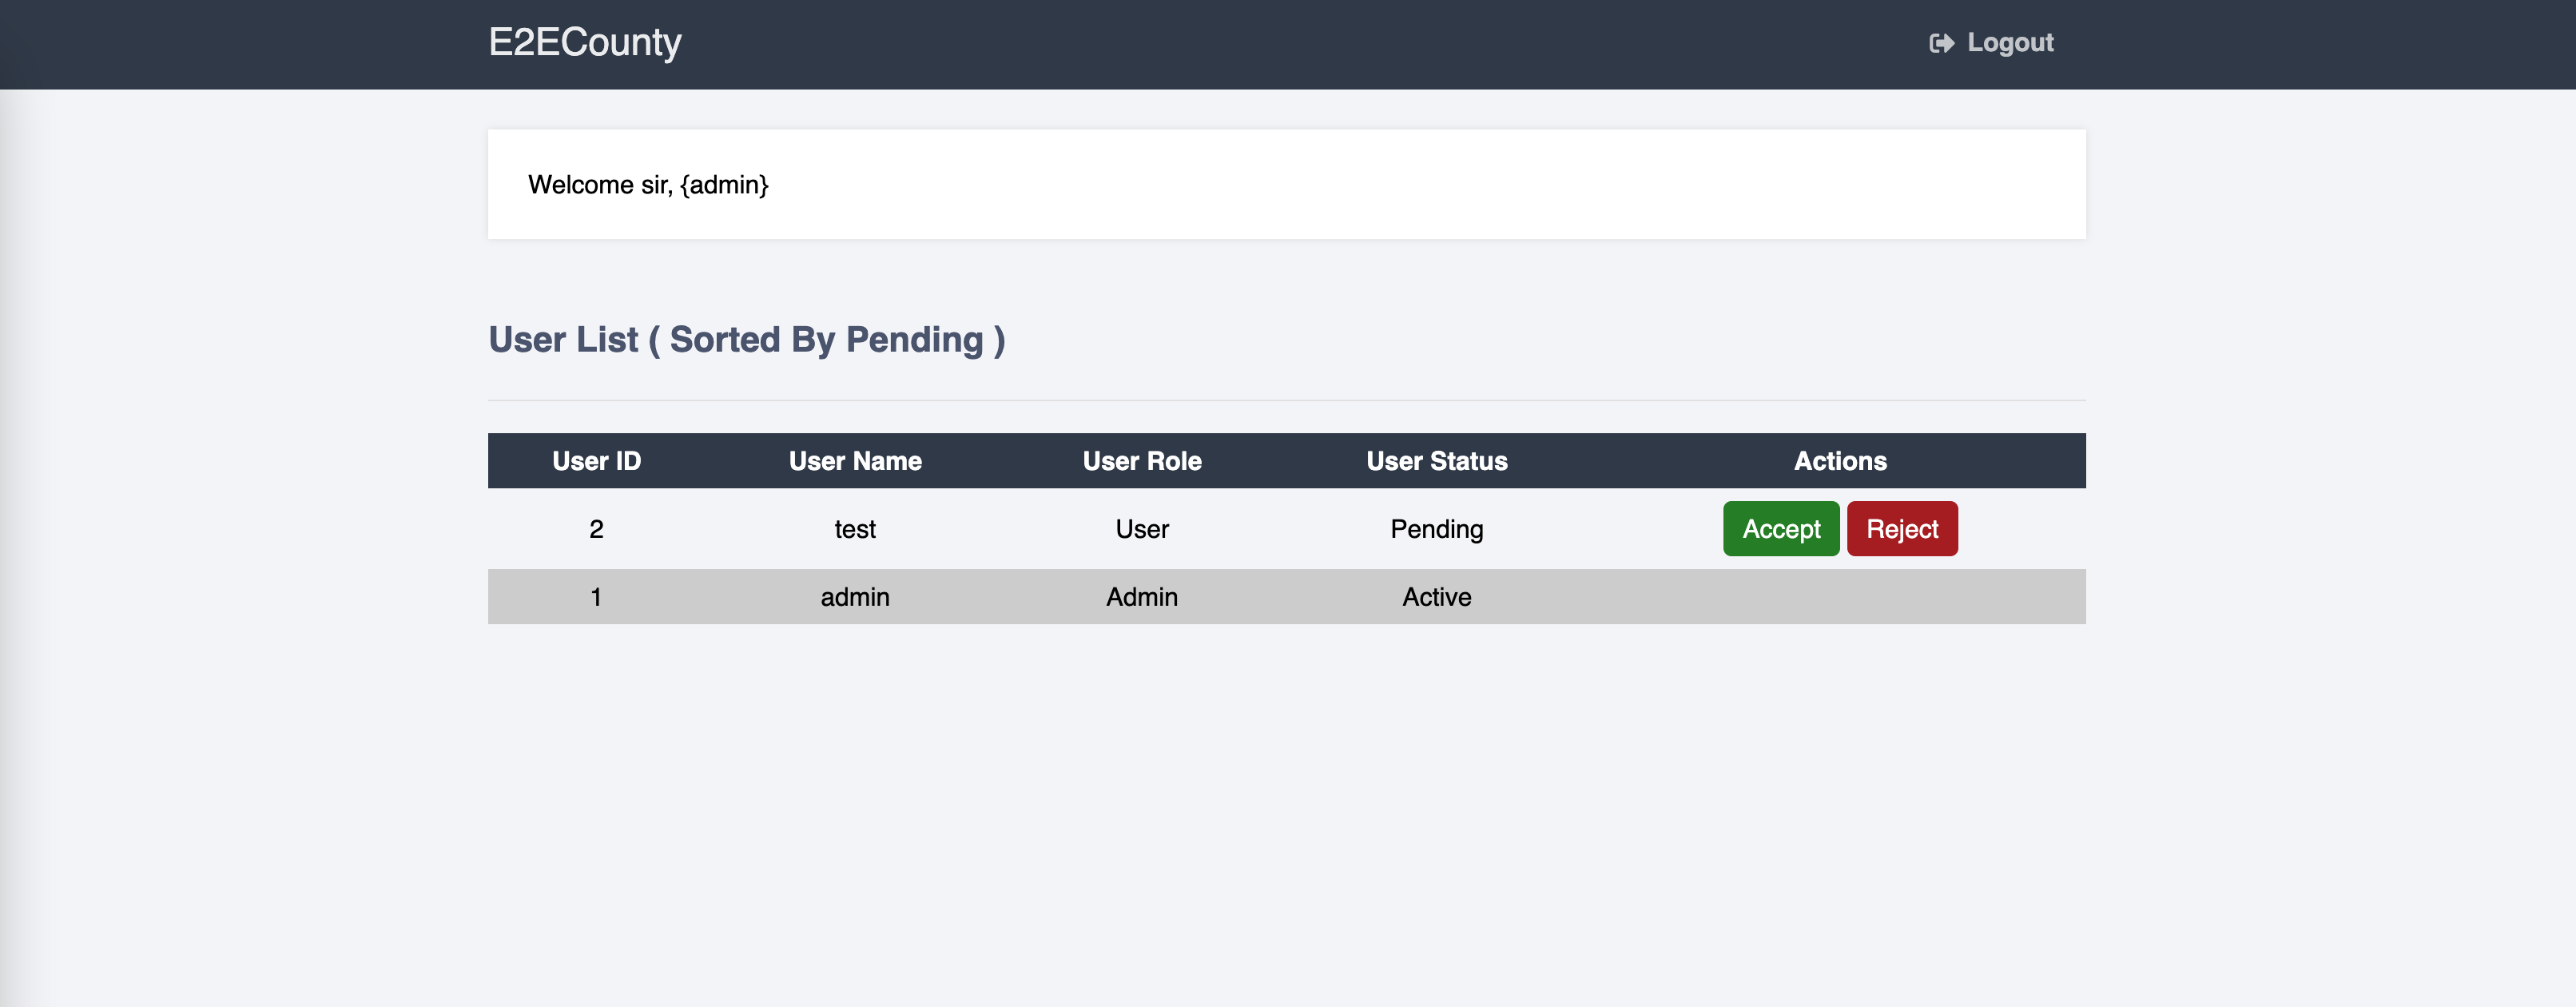 E2ECounty Logout
Welcome sir, {admin}
User List ( Sorted By Pending )
User ID User Name User Role User Status Actions
2 test User Pending Accept Reject
1 admin Admin Active